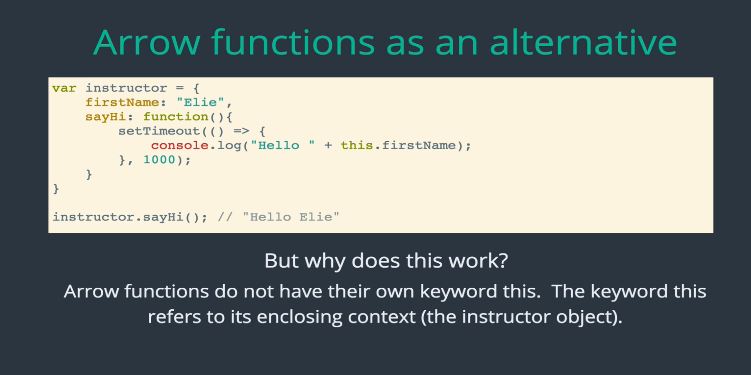 Arrow functions as an alternative
var instructor = {
    firstName: "Elie",
    sayHi: function(){
        setTimeout(() => {
            console.log("Hello " + this.firstName);
        }, 1000);
    }
}
instructor.sayHi(); // "Hello Elie"
But why does this work?
Arrow functions do not have their own keyword this.  The keyword this
refers to its enclosing context (the instructor object).